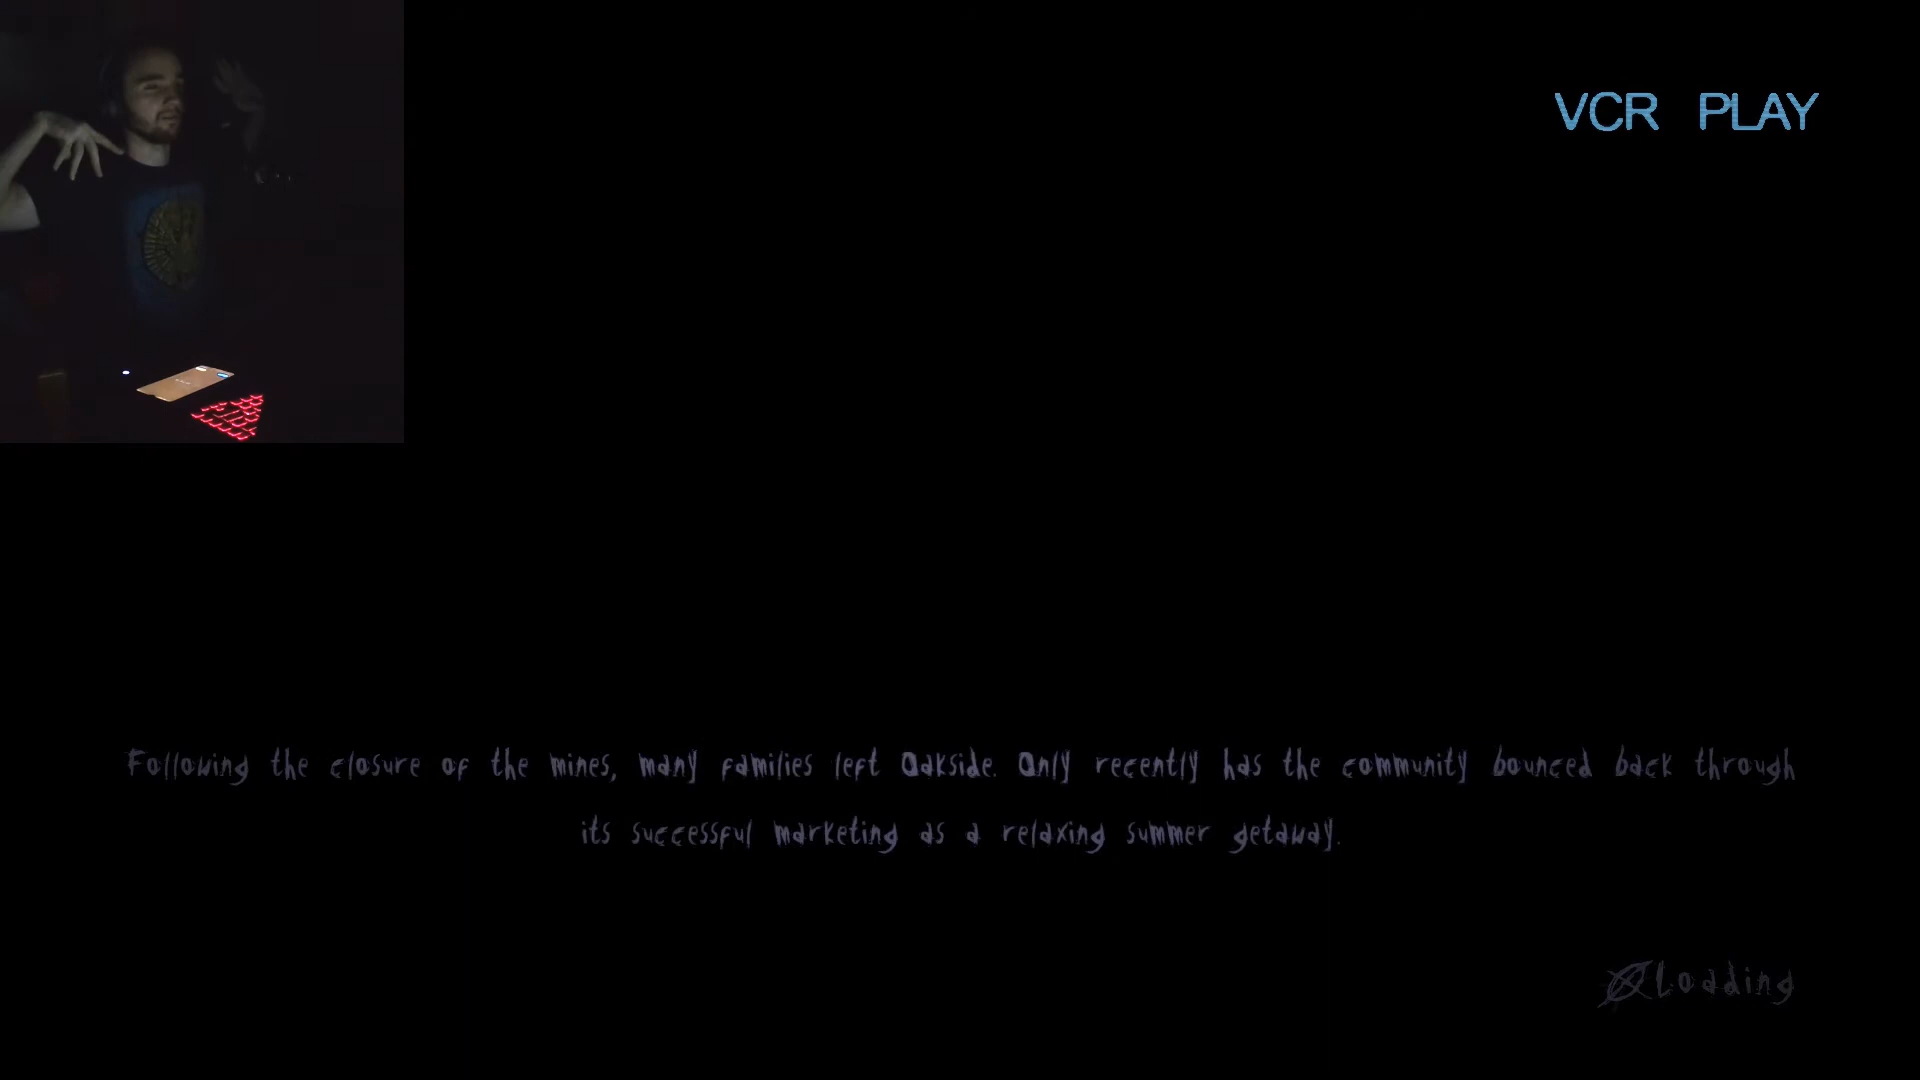 VCR PLAY
Following the closure of the mines, many families left Oakside. Only recently has the community bounced back through
its successful marketing as a relaxing summer getaway.
Loading